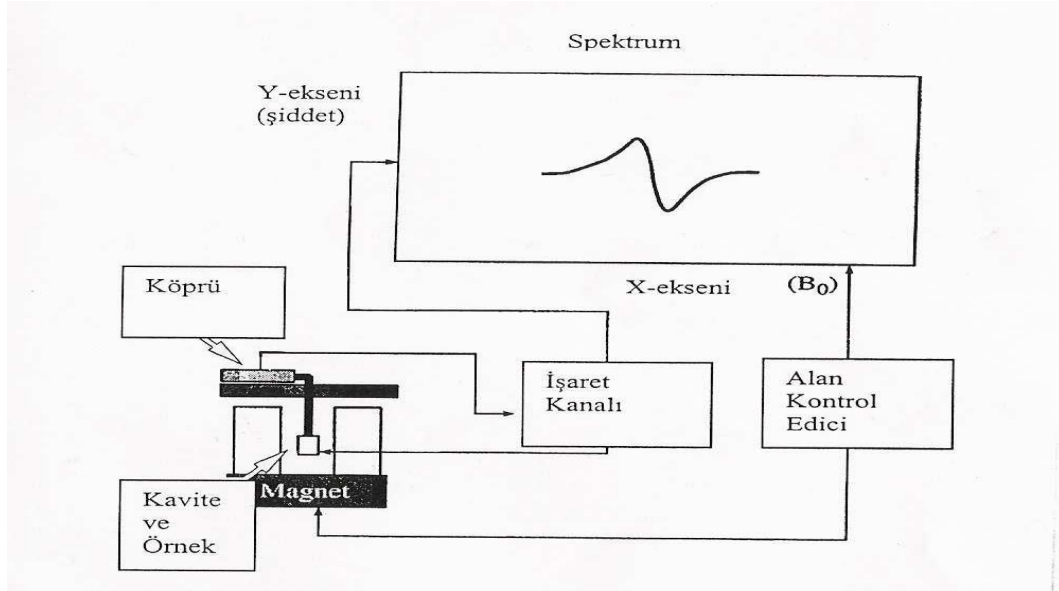 Spektrum
Y-ekseni
(şiddet)
X-ekseni
(B₀)
Köprü
İşaret
Kanalı
Alan
Kontrol
Edici
Magnet
Kavite
ve
Örnek